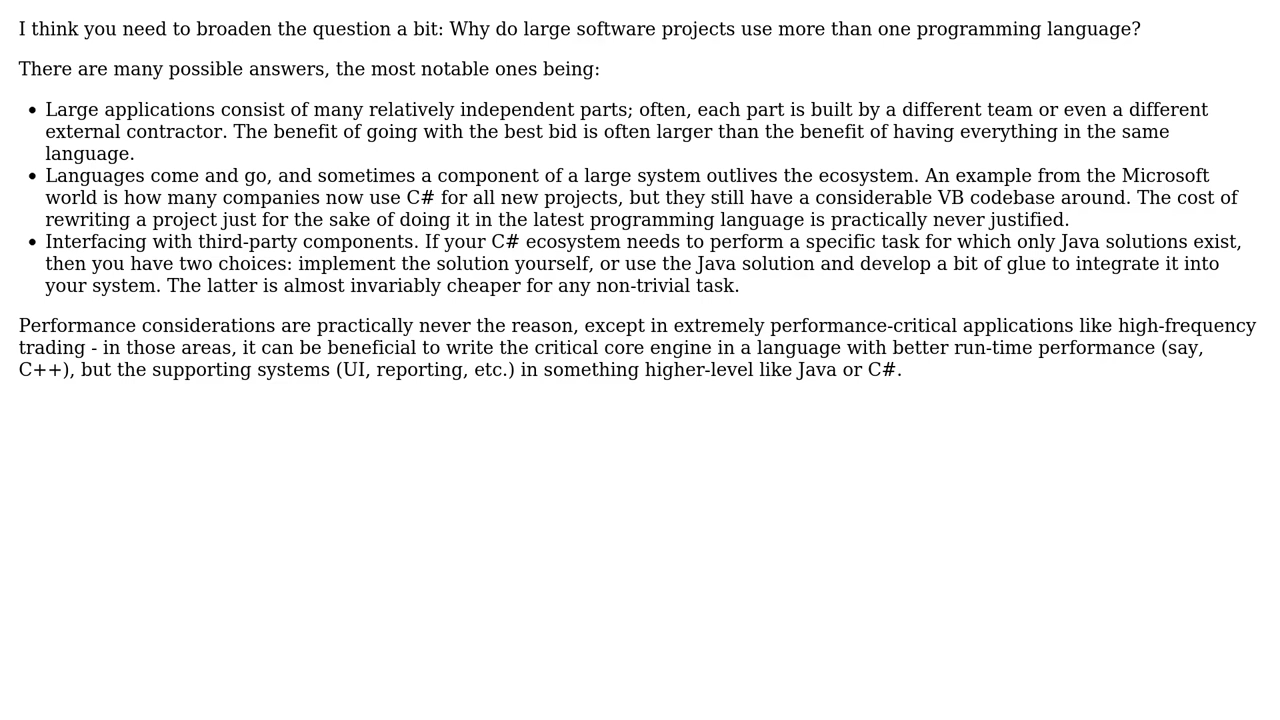 I think you need to broaden the question a bit: Why do large software projects use more than one programming language?
There are many possible answers, the most notable ones being:
• Large applications consist of many relatively independent parts; often, each part is built by a different team or even a different
external contractor. The benefit of going with the best bid is often larger than the benefit of having everything in the same
language.
• Languages come and go, and sometimes a component of a large system outlives the ecosystem. An example from the Microsoft
world is how many companies now use C# for all new projects, but they still have a considerable VB codebase around. The cost of
rewriting a project just for the sake of doing it in the latest programming language is practically never justified.
• Interfacing with third-party components. If your C# ecosystem needs to perform a specific task for which only Java solutions exist,
then you have two choices: implement the solution yourself, or use the Java solution and develop a bit of glue to integrate it into
your system. The latter is almost invariably cheaper for any non-trivial task.
Performance considerations are practically never the reason, except in extremely performance-critical applications like high-frequency
trading - in those areas, it can be beneficial to write the critical core engine in a language with better run-time performance (say,
C++), but the supporting systems (UI, reporting, etc.) in something higher-level like Java or C#.